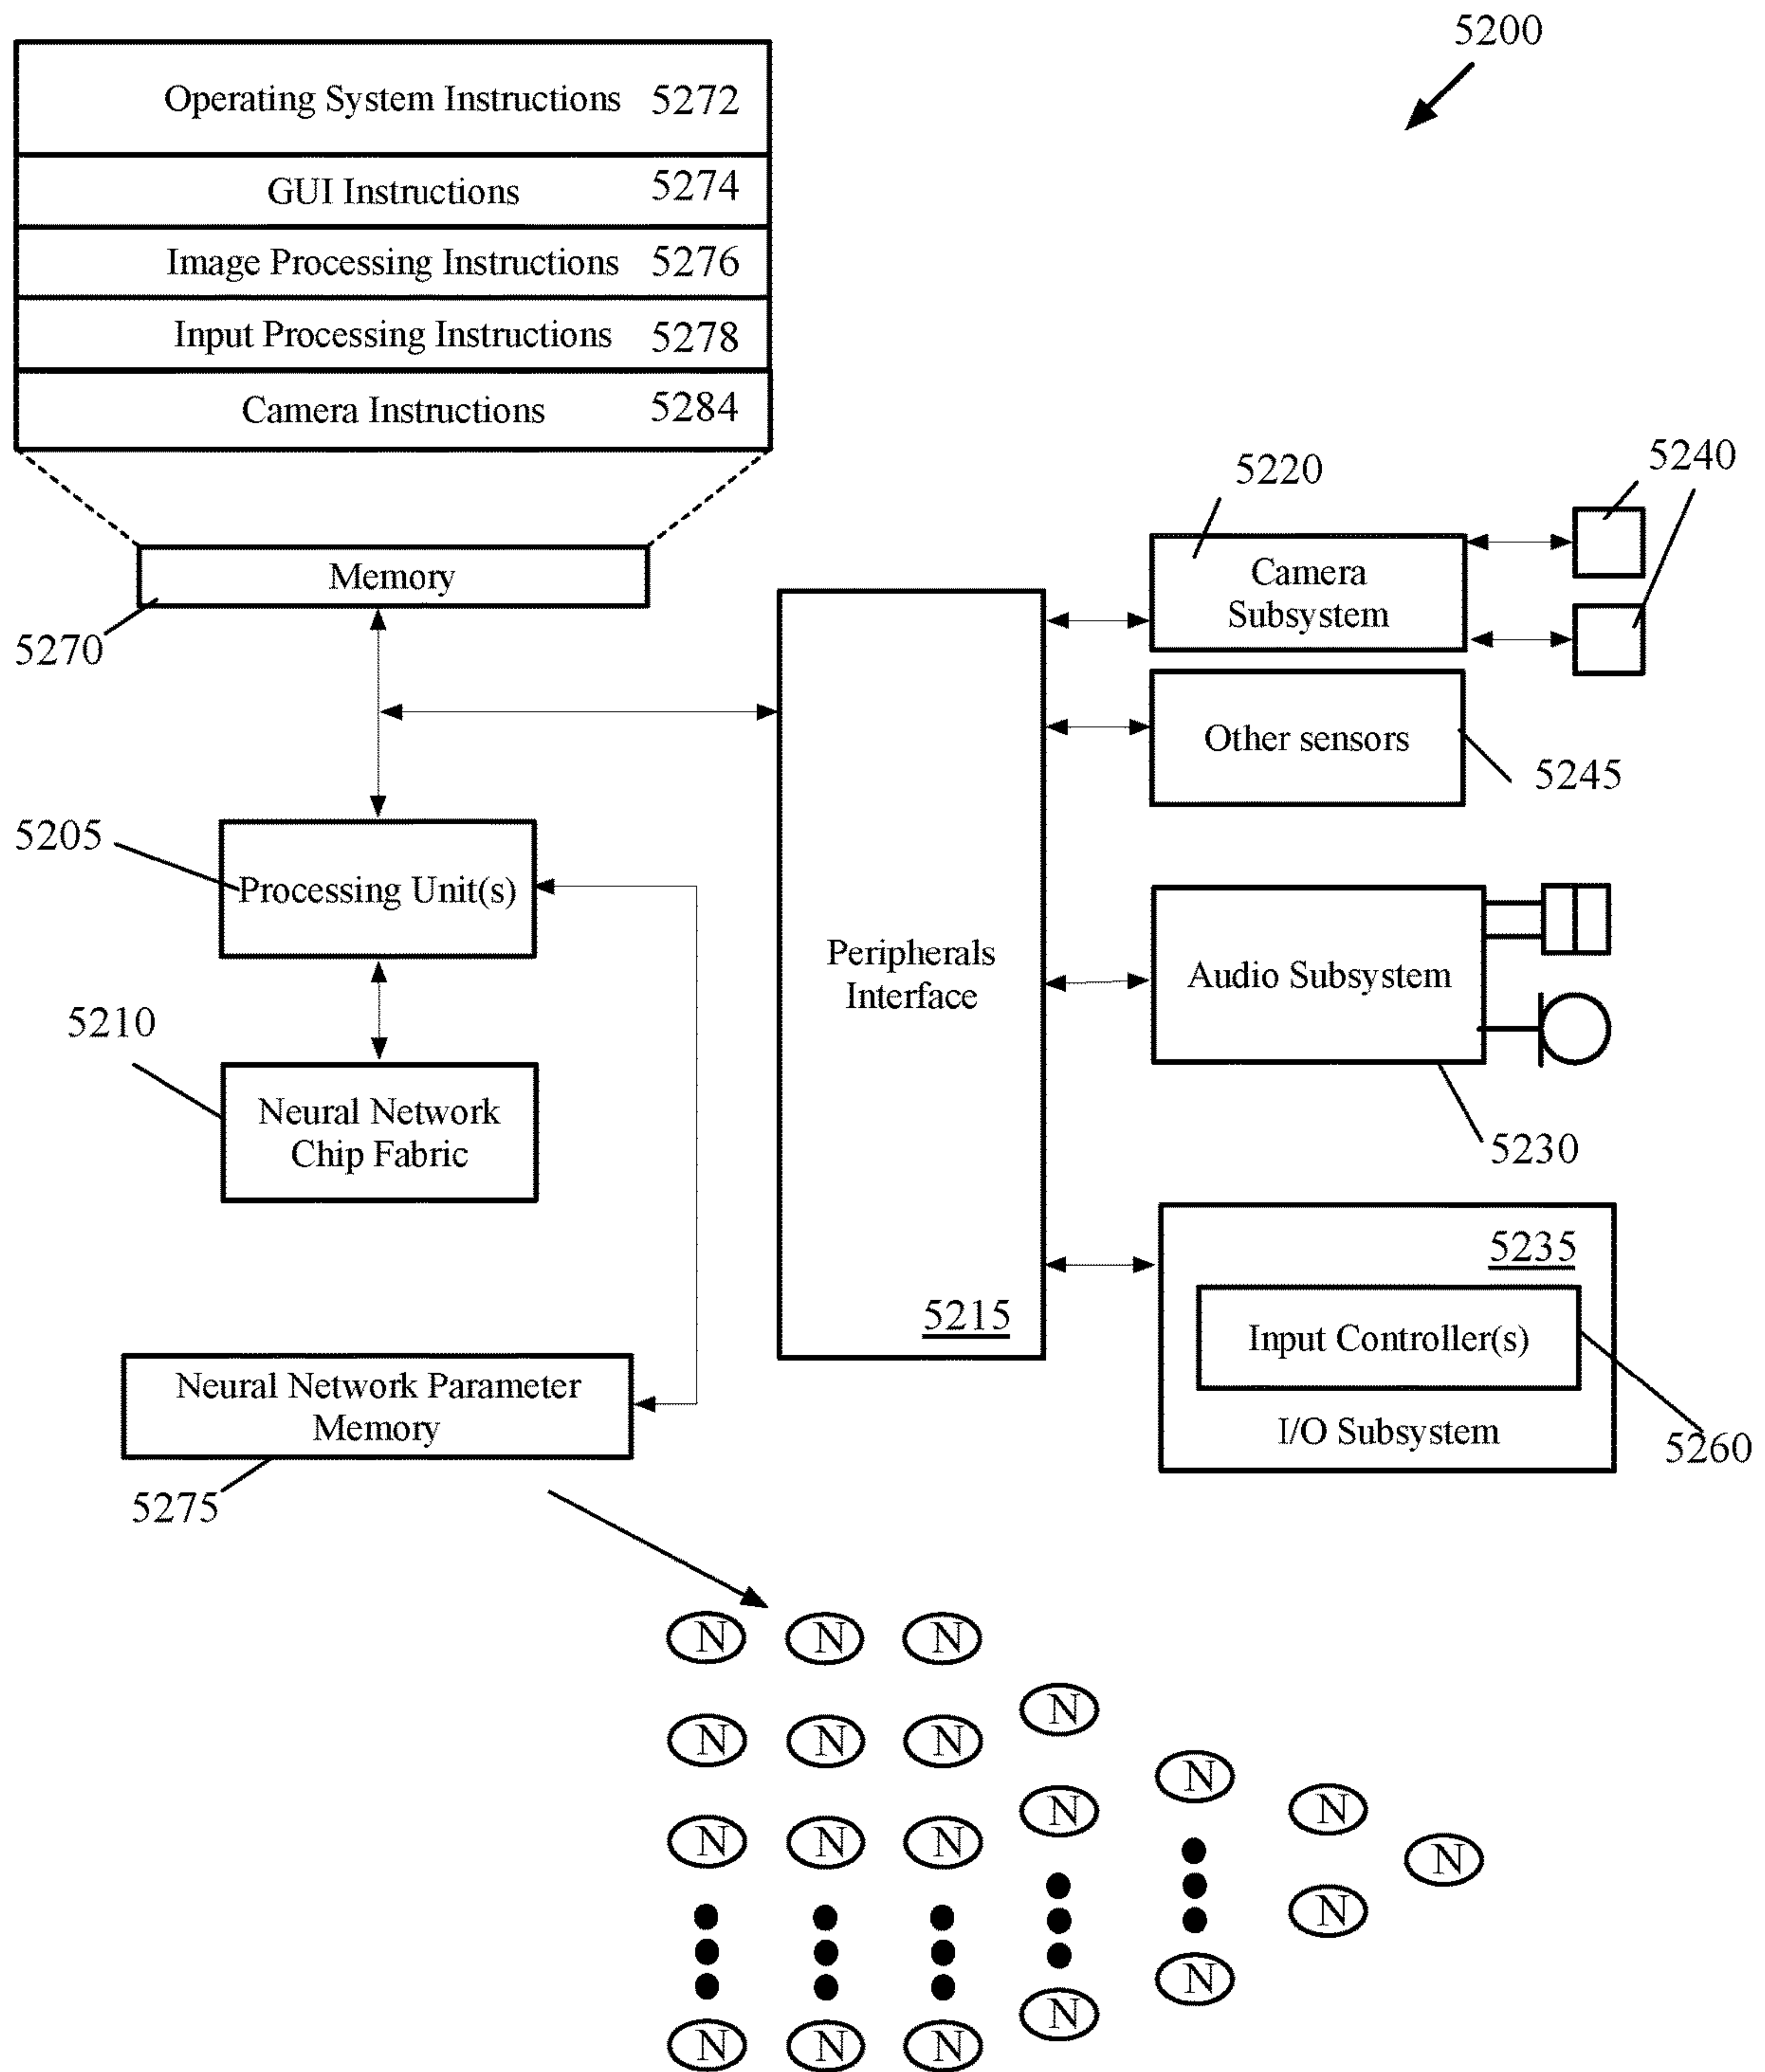 5200
Operating System Instructions 5272
GUI Instructions 5274
Image Processing Instructions 5276
Input Processing Instructions 5278
Camera Instructions 5284
Memory
5270
5220
5240
Camera
Subsystem
Other sensors
5245
5205
Processing Unit(s)
Peripherals
Interface
5215
Audio Subsystem
5230
5210
Neural Network
Chip Fabric
5235
Input Controller(s)
I/O Subsystem
5260
Neural Network Parameter
Memory
5275
N N N
N
N N N
N
N
N
N N N
N
N
N
N
N
N N N